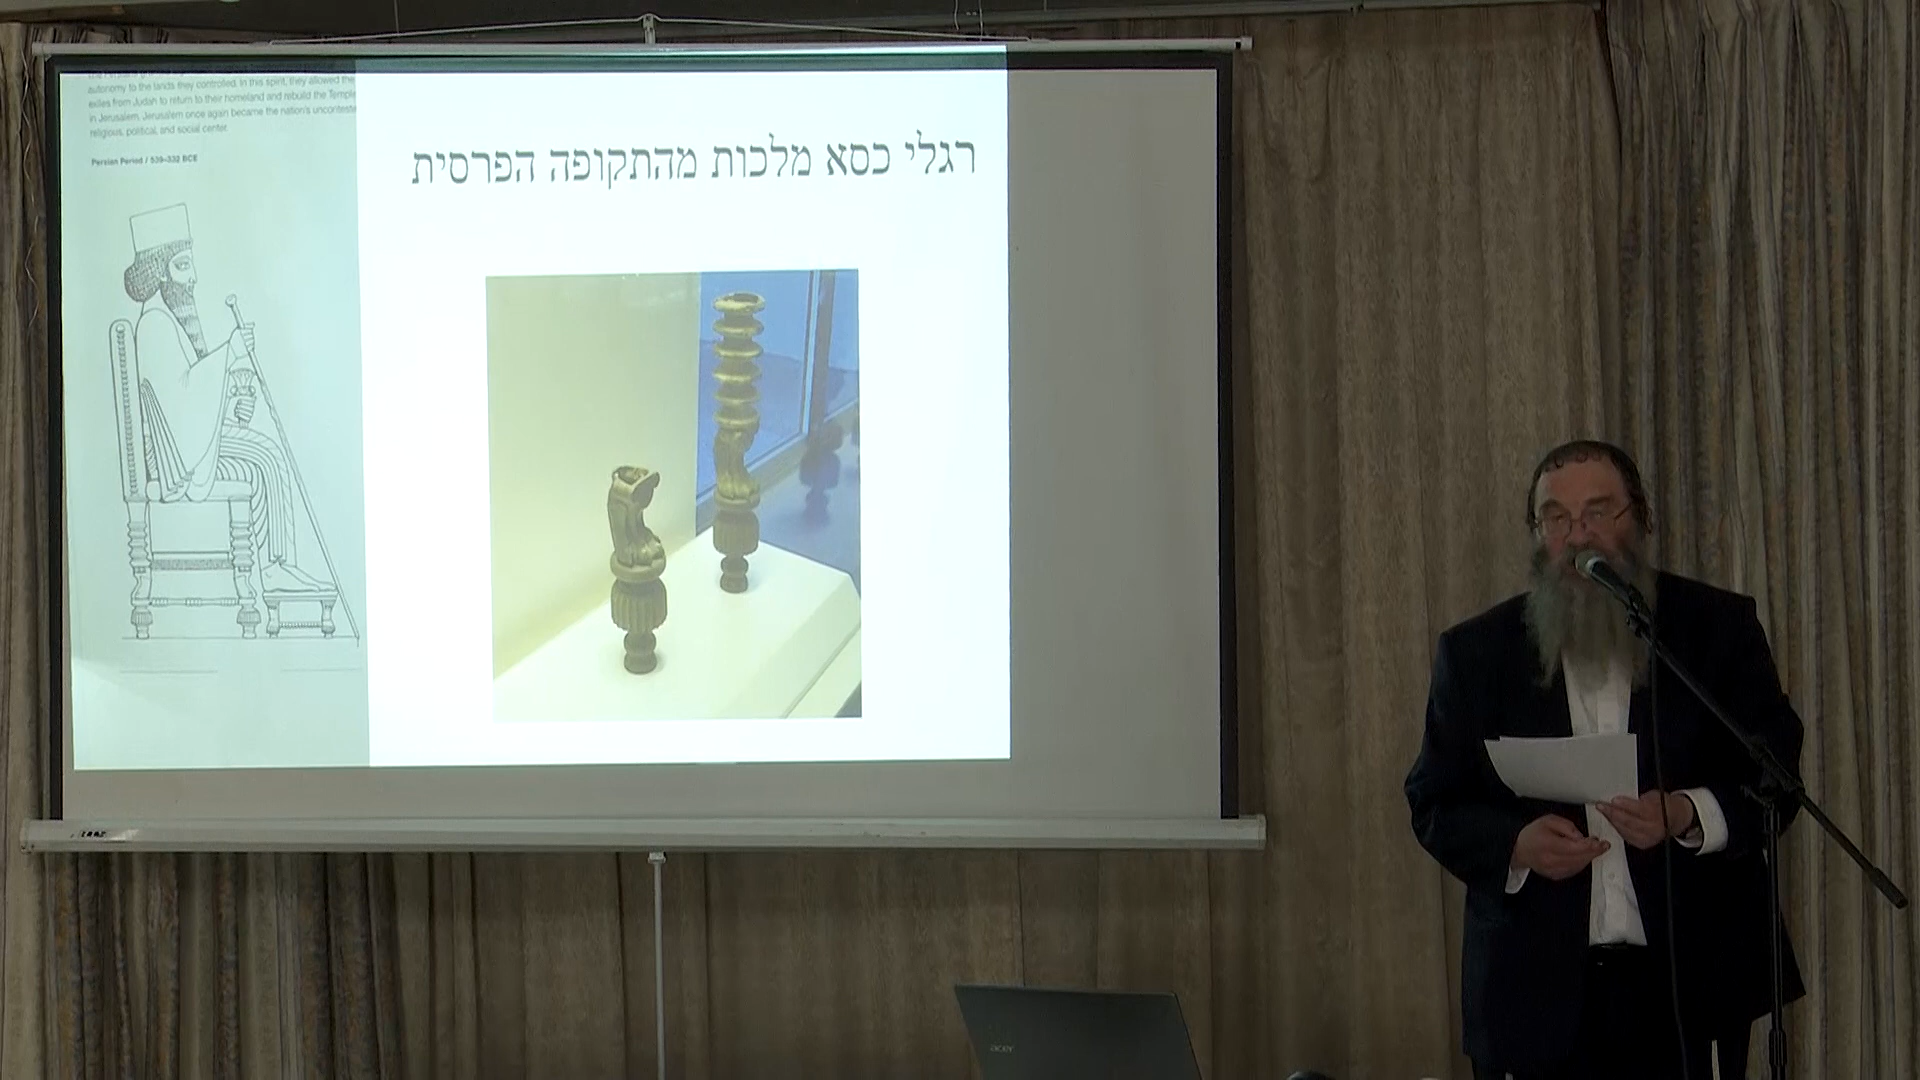 autonomy to the lands they controlled. In this spirit, they allowed the
exiles from Judah to return to their homeland and rebuild the Temple
in Jerusalem. Jerusalem once again became the nation's unconteste
religious, political, and social center.
Persian Period / 539–332 BCE
רגלי כסא מלכות מהתקופה הפרסית
acer